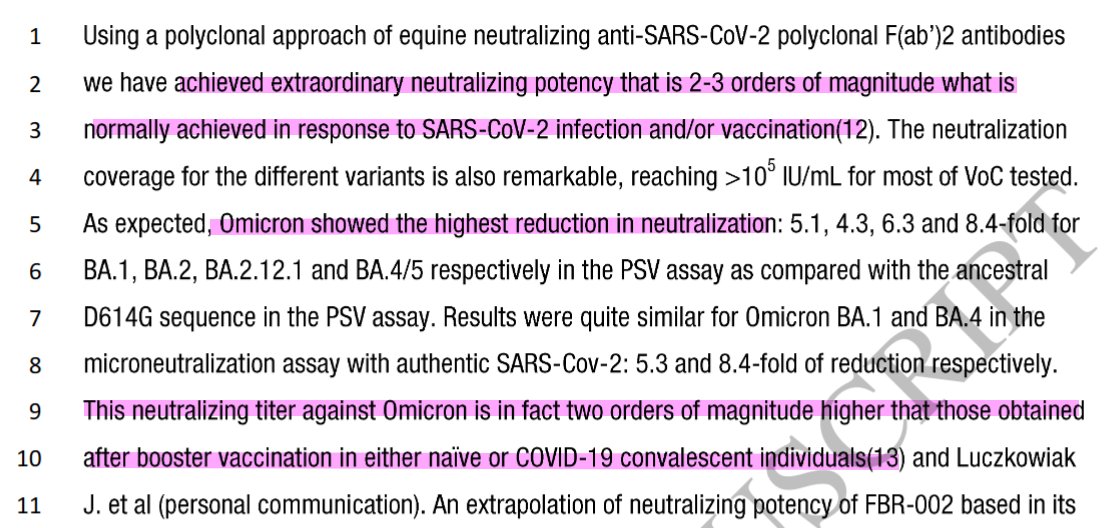 1 Using a polyclonal approach of equine neutralizing anti-SARS-CoV-2 polyclonal F(ab’)2 antibodies
2 we have achieved extraordinary neutralizing potency that is 2-3 orders of magnitude what is
3 normally achieved in response to SARS-CoV-2 infection and/or vaccination(12). The neutralization
4 coverage for the different variants is also remarkable, reaching >10⁵ IU/mL for most of VoC tested.
5 As expected, Omicron showed the highest reduction in neutralization: 5.1, 4.3, 6.3 and 8.4-fold for
6 BA.1, BA.2, BA.2.12.1 and BA.4/5 respectively in the PSV assay as compared with the ancestral
7 D614G sequence in the PSV assay. Results were quite similar for Omicron BA.1 and BA.4 in the
8 microneutralization assay with authentic SARS-Cov-2: 5.3 and 8.4-fold of reduction respectively.
9 This neutralizing titer against Omicron is in fact two orders of magnitude higher that those obtained
10 after booster vaccination in either naïve or COVID-19 convalescent individuals(13) and Luczkowiak
11 J. et al (personal communication). An extrapolation of neutralizing potency of FBR-002 based in its
USCRIPT